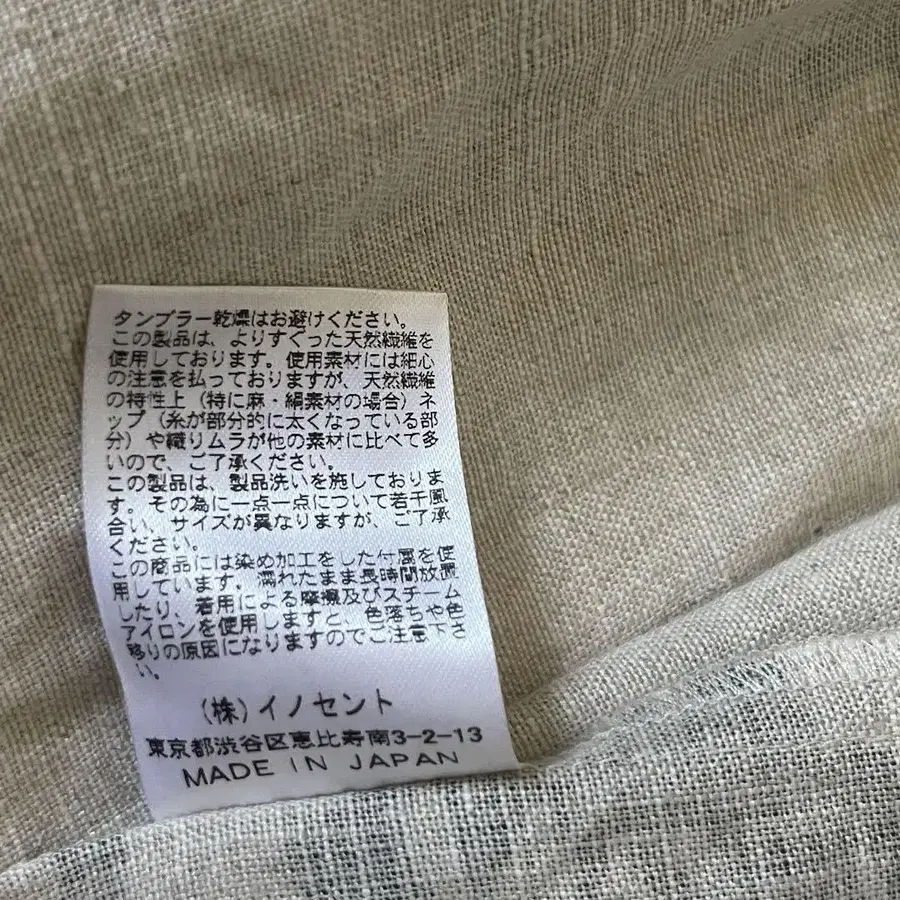 タンブラー乾燥はお避けください。
この製品は、よりすぐった天然繊維を
使用しております。使用素材には細心
の注意を払っておりますが、天然繊維
の特性上（特に麻・絹素材の場合）ネ
ップ（糸が部分的に太くなっている部
分）や織りムラが他の素材に比べて多
いので、ご了承ください。
この製品は、製品洗いを施しておりま
す。その為に一点一点について若干風
合い、サイズが異なりますが、ご了承
ください。
この商品には染め加工をした付属を使
用しています。濡れたまま長時間放置
したり、着用による摩擦及びスチーム
アイロンを使用しますと、色落ちや色
移りの原因になりますのでご注意下さ
い。
（株）イノセント
東京都渋谷区恵比寿南3-2-13
MADE IN JAPAN